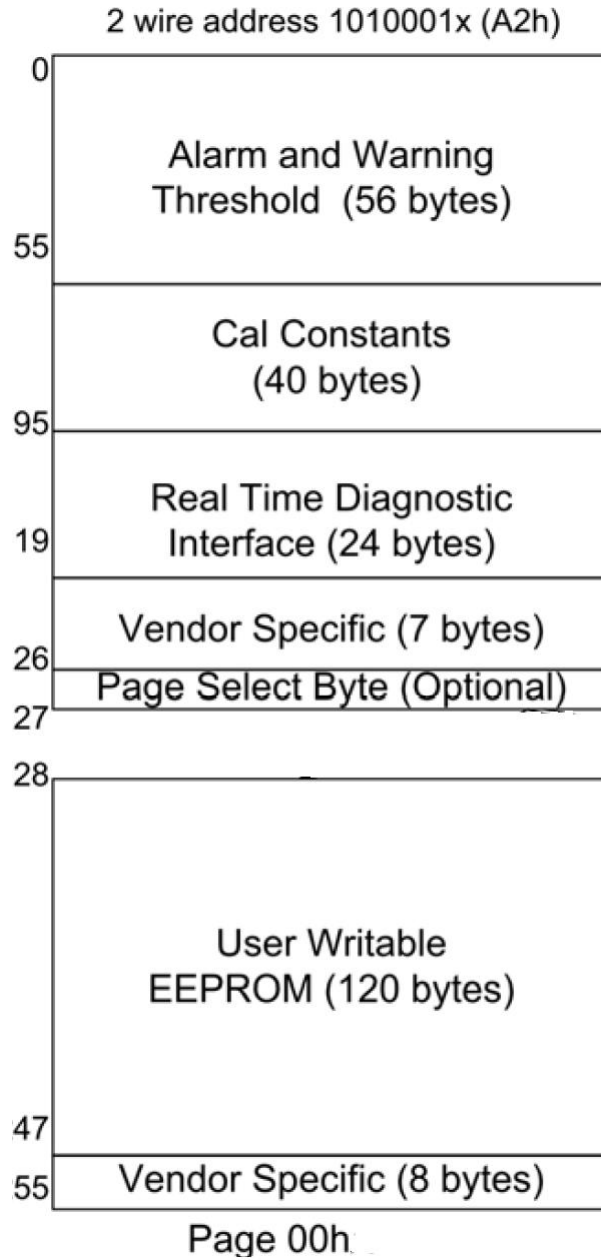 2 wire address 1010001x (A2h)
0
Alarm and Warning
Threshold (56 bytes)
55
Cal Constants
(40 bytes)
95
Real Time Diagnostic
19
Interface (24 bytes)
Vendor Specific (7 bytes)
26
Page Select Byte (Optional)
27
28
User Writable
EEPROM (120 bytes)
47
Vendor Specific (8 bytes)
55
Page 00h